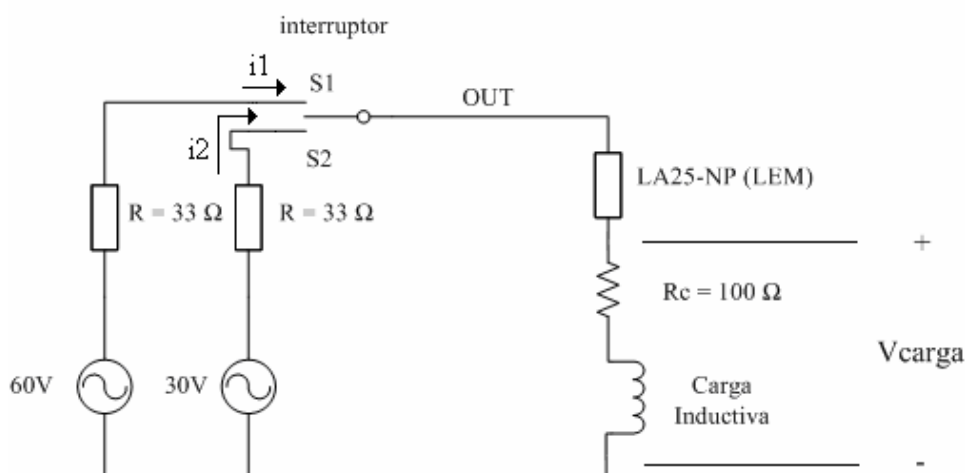 interruptor
i1
S1
OUT
i2
S2
LA25-NP (LEM)
R = 33 Ω
R = 33 Ω
+
Rc = 100 Ω
Vcarga
60V
30V
Carga
Inductiva
-